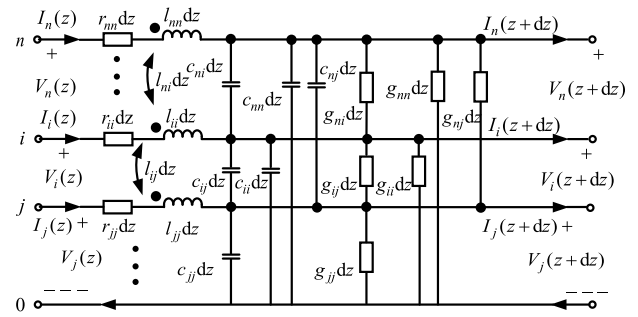 I_n(z) r_nn dz l_nn dz I_n(z+dz)
n
+ c_ni dz c_nj dz +
V_n(z) l_ni dz c_nn dz g_ni dz g_nn dz g_nj dz V_n(z+dz)
I_i(z) r_ii dz l_ii dz I_i(z+dz)
i
+ +
V_i(z) l_ij dz c_ij dz c_ii dz g_ij dz g_ii dz V_i(z+dz)
j
I_j(z) + r_jj dz l_jj dz I_j(z+dz) +
V_j(z) c_jj dz g_jj dz V_j(z+dz)
0 − − − − − −